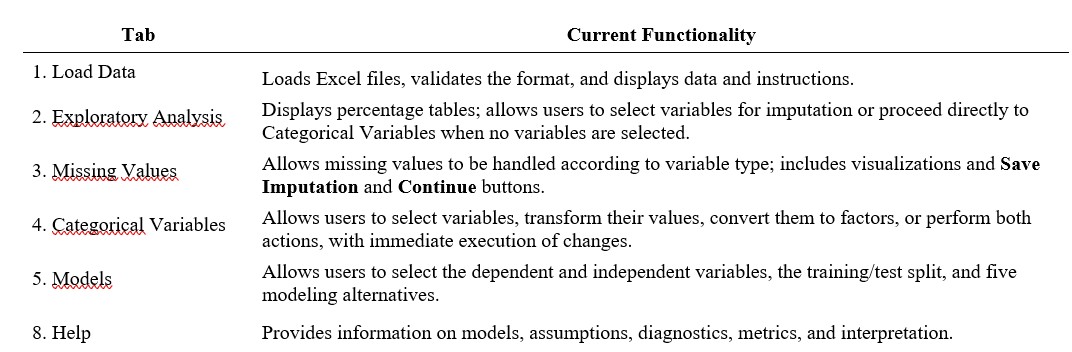 Tab Current Functionality
1. Load Data Loads Excel files, validates the format, and displays data and instructions.
2. Exploratory Analysis Displays percentage tables; allows users to select variables for imputation or proceed directly to
Categorical Variables when no variables are selected.
3. Missing Values Allows missing values to be handled according to variable type; includes visualizations and Save
Imputation and Continue buttons.
4. Categorical Variables Allows users to select variables, transform their values, convert them to factors, or perform both
actions, with immediate execution of changes.
5. Models Allows users to select the dependent and independent variables, the training/test split, and five
modeling alternatives.
8. Help Provides information on models, assumptions, diagnostics, metrics, and interpretation.